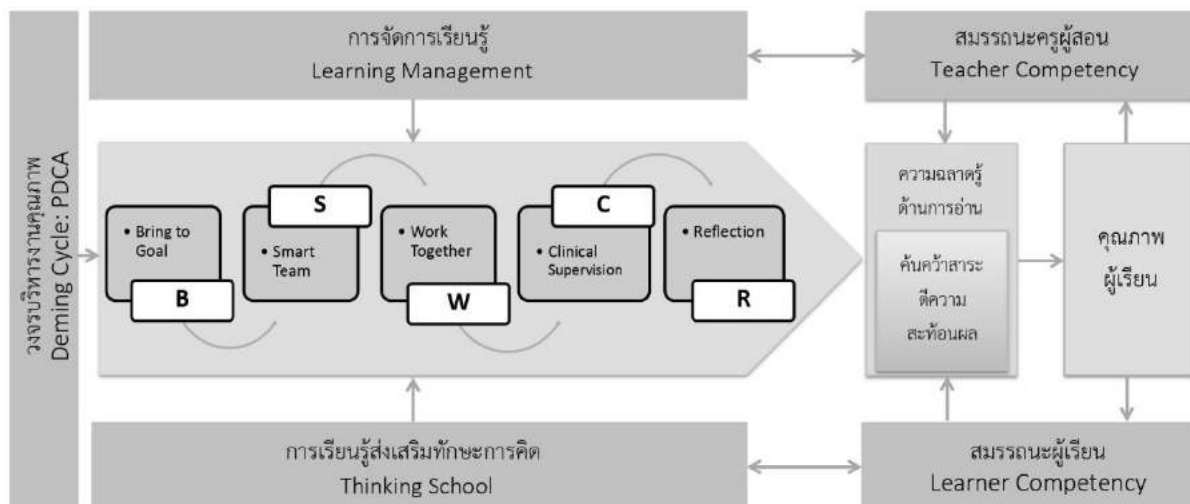 วงจรบริหารงานคุณภาพ
Deming Cycle: PDCA
การจัดการเรียนรู้
Learning Management
สมรรถนะครูผู้สอน
Teacher Competency
• Bring to
Goal
B
S
• Smart
Team
• Work
Together
W
C
• Clinical
Supervision
• Reflection
R
ความฉลาดรู้
ด้านการอ่าน
ค้นคว้าสาระ
ตีความ
สะท้อนผล
คุณภาพ
ผู้เรียน
การเรียนรู้ส่งเสริมทักษะการคิด
Thinking School
สมรรถนะผู้เรียน
Learner Competency